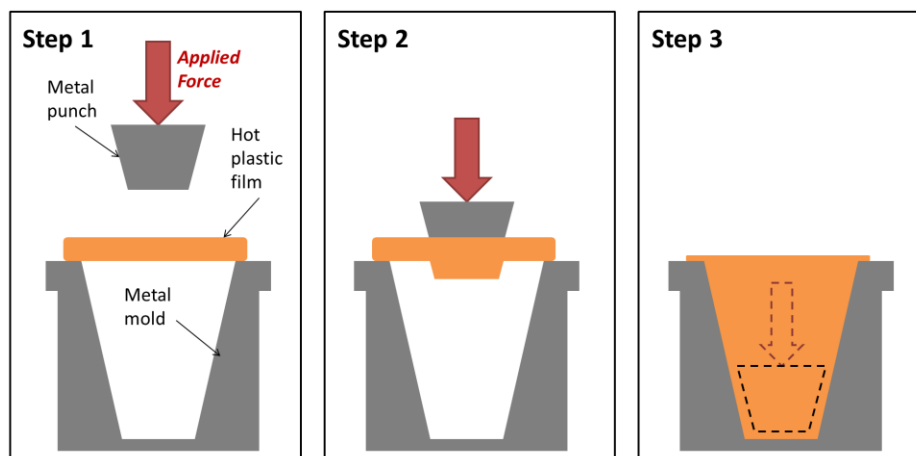 Step 1
Applied
Force
Metal
punch
Hot
plastic
film
Metal
mold
Step 2
Step 3